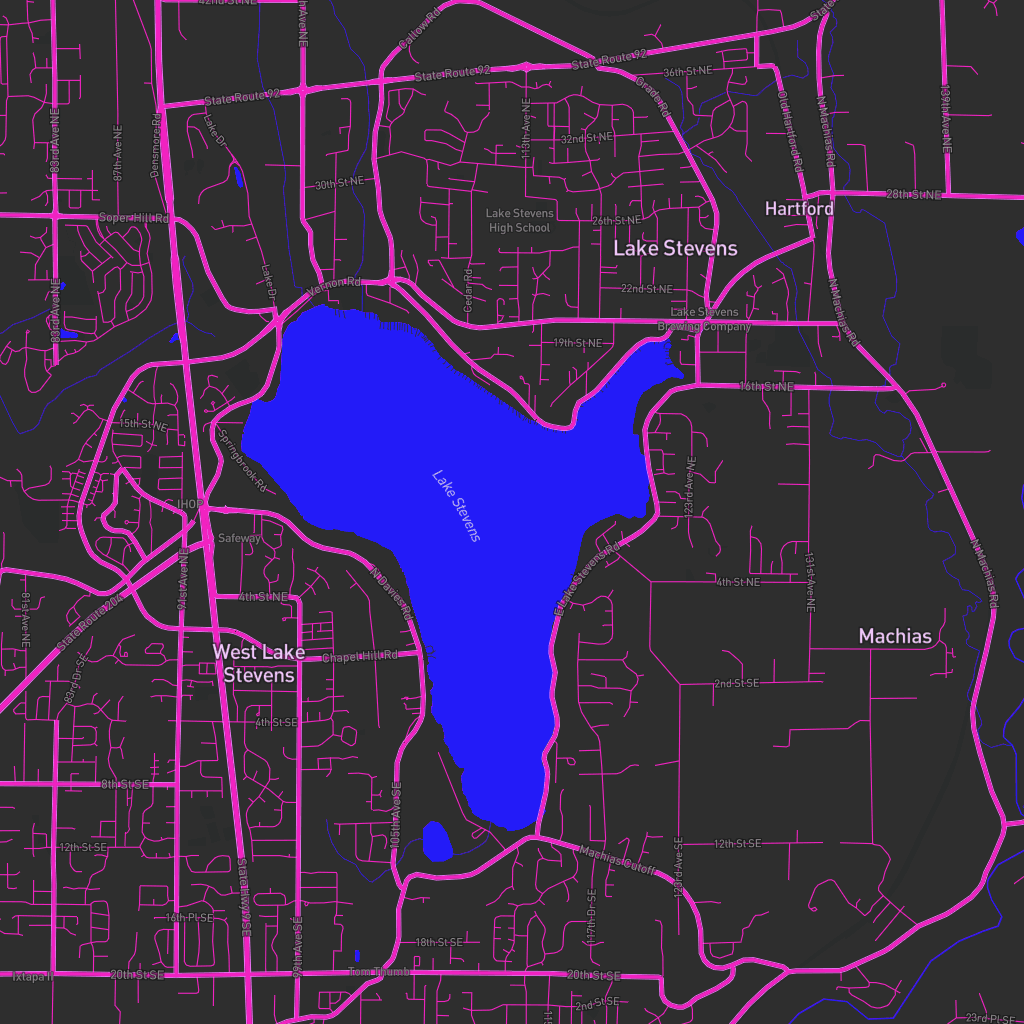 42nd St NE
Callow Rd
State Route 92
State Route 92
State Route 92
36th St NE
Grade Rd
Old Hartford Rd
N Machias Rd
139th Ave NE
83rd Ave NE
87th Ave NE
Densmore Rd
Lake Dr
113th Ave NE
32nd St NE
30th St NE
28th St NE
Hartford
Soper Hill Rd
Lake Stevens
High School
26th St NE
Lake Stevens
83rd Ave NE
Lake Dr
Vernon Rd
Cedar Rd
22nd St NE
Lake Stevens
Brewing Company
N Machias Rd
19th St NE
16th St NE
15th St NE
Springbrook Rd
Lake Stevens
123rd Ave NE
IHOP
Safeway
91st Ave NE
81st Ave NE
State Route 204
4th St NE
N Davies Rd
E Lake Stevens Rd
4th St NE
131st Ave NE
N Machias Rd
Machias
West Lake
Stevens
Chapel Hill Rd
83rd Dr SE
2nd St SE
4th St SE
8th St SE
105th Ave SE
12th St SE
Machias Cutoff
123rd Ave SE
12th St SE
State Hwy 9 SE
16th Pl SE
99th Ave SE
18th St SE
117th Dr SE
Ixtapa II
20th St SE
Tom Thumb
20th St SE
2nd St SE
23rd Pl SE